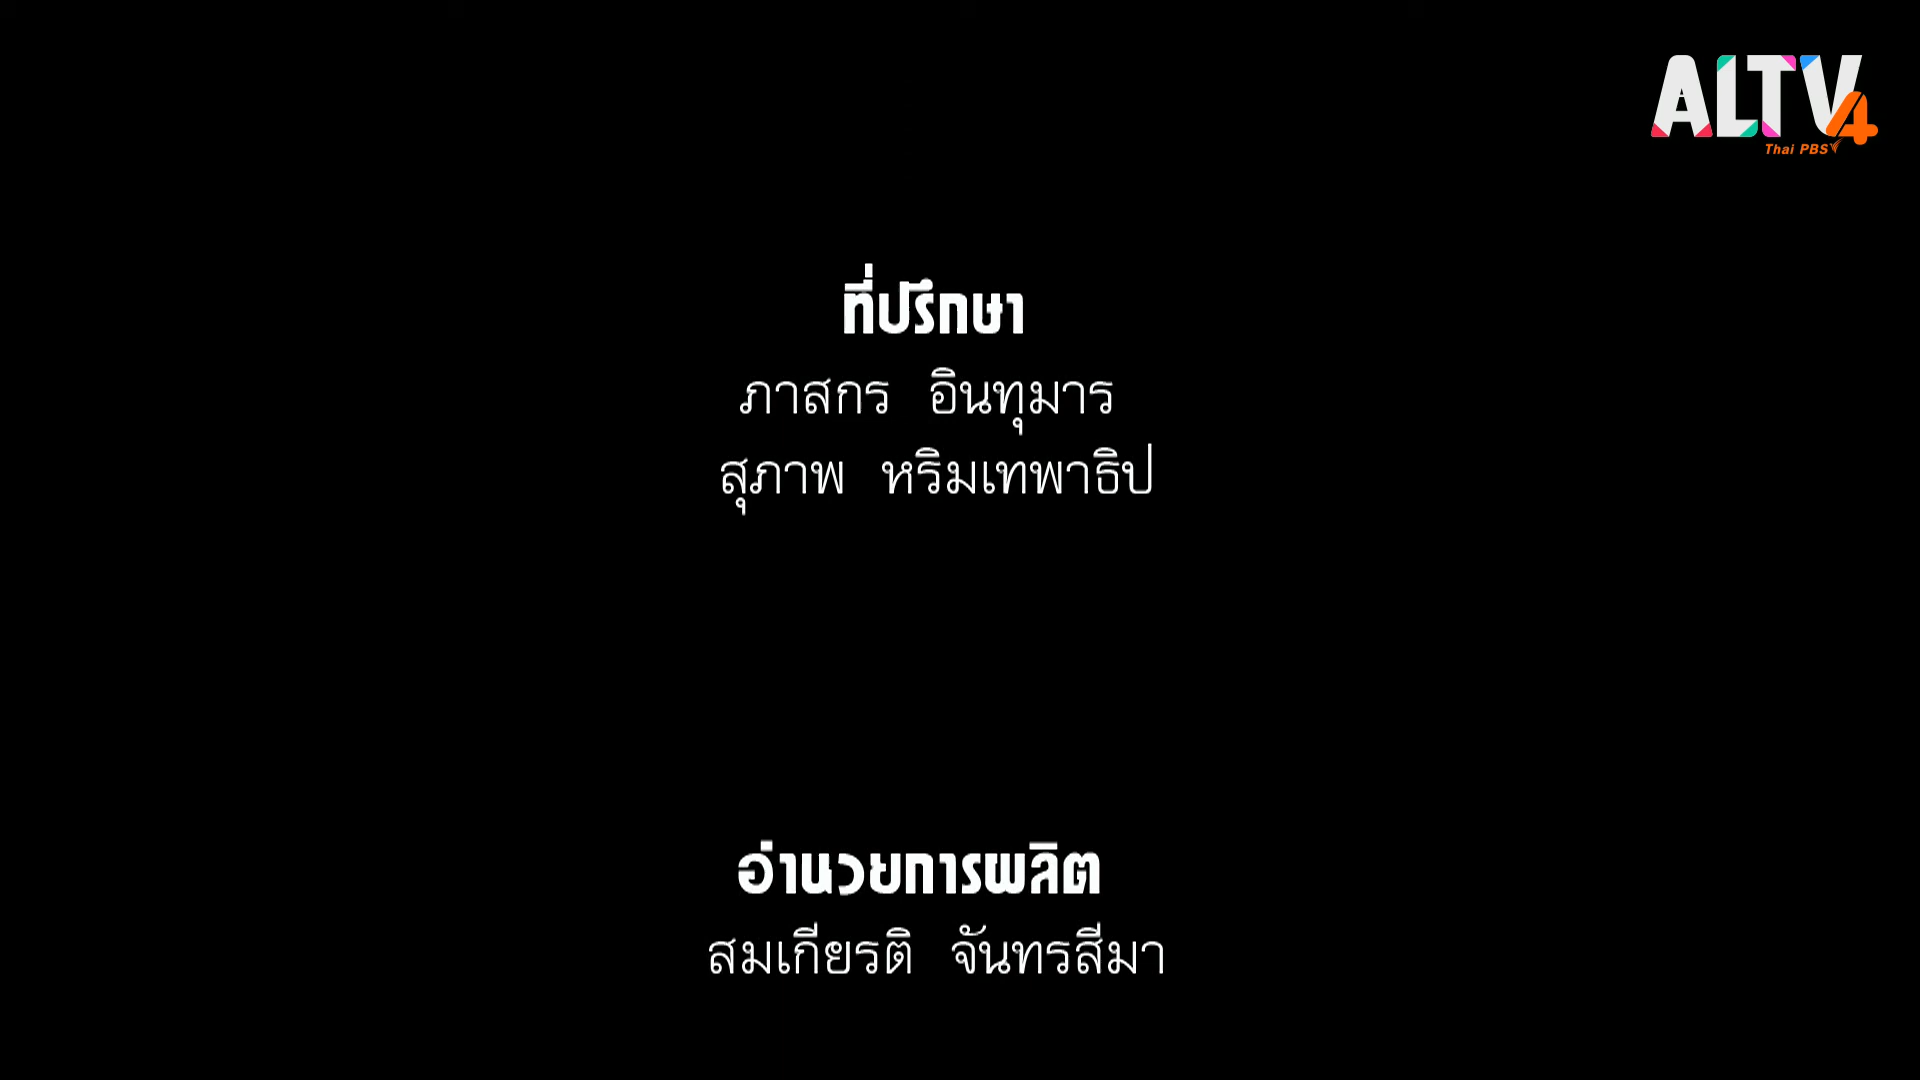 ALTV4
Thai PBS
ที่ปรึกษา
ภาสกร อินทุมาร
สุภาพ หริมเทพาธิป
อำนวยการผลิต
สมเกียรติ จันทรสีมา